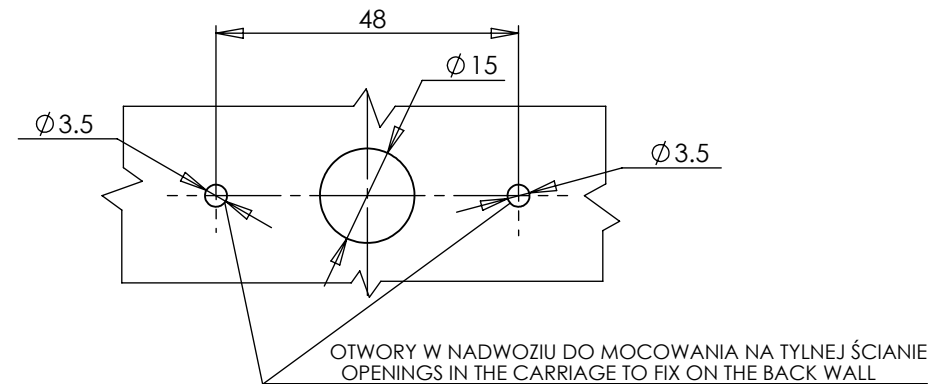 48
Ø15
Ø3.5
Ø3.5
OTWORY W NADWOZIU DO MOCOWANIA NA TYLNEJ ŚCIANIE
OPENINGS IN THE CARRIAGE TO FIX ON THE BACK WALL